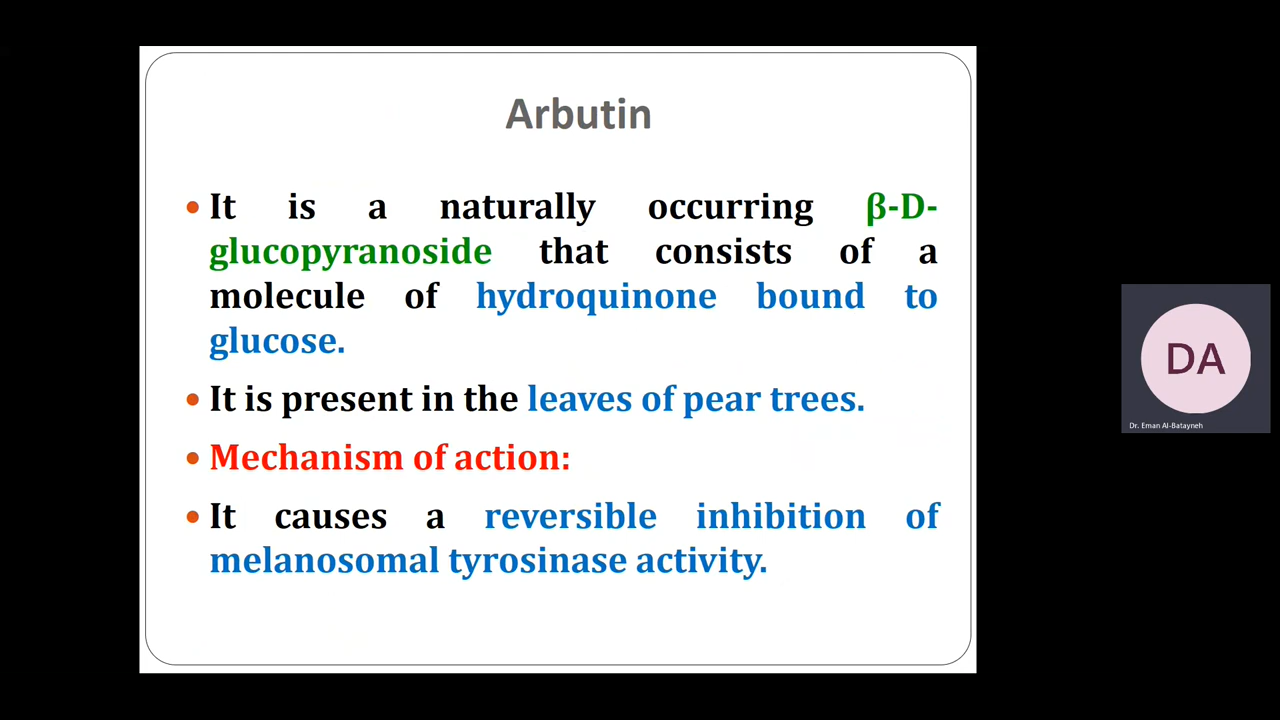 Arbutin
• It is a naturally occurring β-D-
glucopyranoside that consists of a
molecule of hydroquinone bound to
glucose.
• It is present in the leaves of pear trees.
• Mechanism of action:
• It causes a reversible inhibition of
melanosomal tyrosinase activity.
DA
Dr. Eman Al-Batayneh